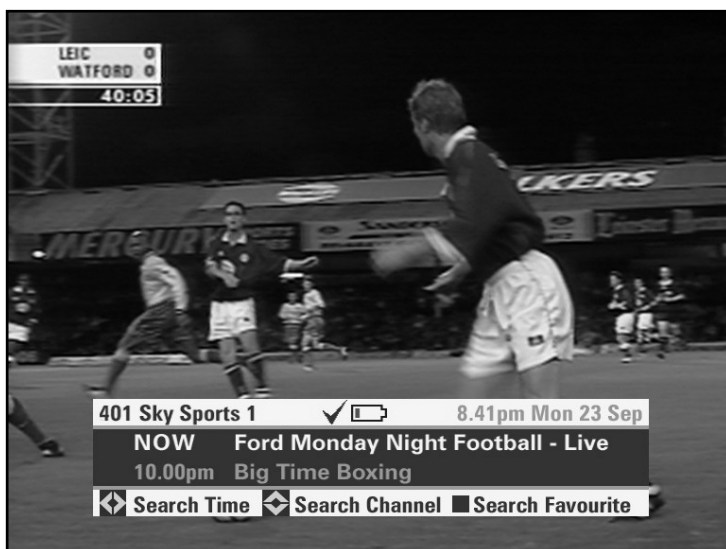 LEIC 0
WATFORD 0
40:05
MERCURY
401 Sky Sports 1 8.41pm Mon 23 Sep
NOW Ford Monday Night Football - Live
10.00pm Big Time Boxing
Search Time Search Channel Search Favourite